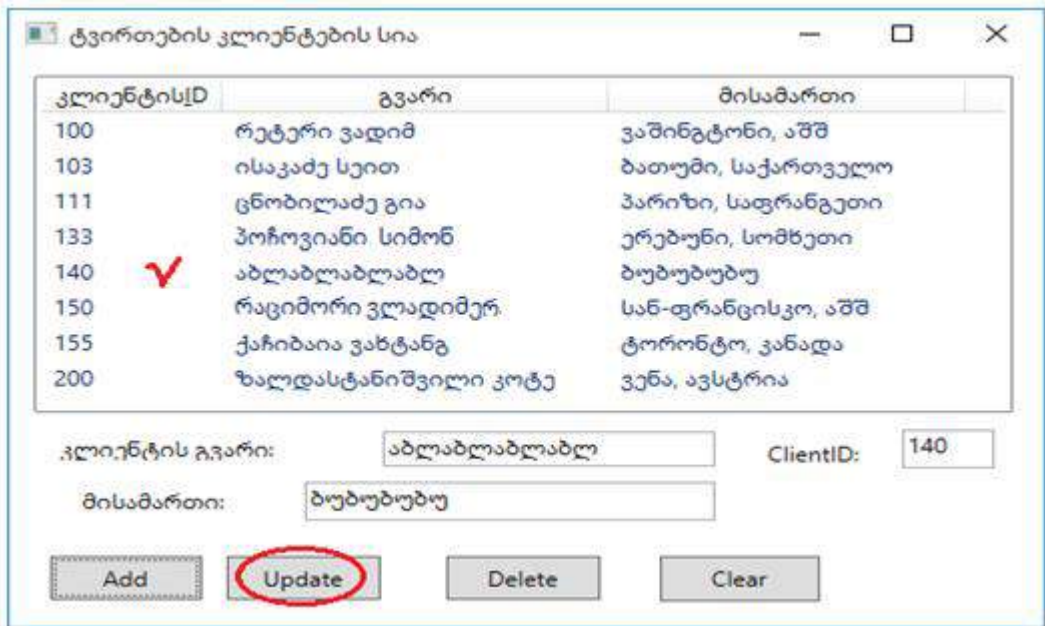 ტვირთების კლიენტების სია
კლიენტისID გვარი მისამართი
100 რეტერი ვადიმ ვაშინგტონი, აშშ
103 ისაკაძე სეით ბათუმი, საქართველო
111 ცნობილაძე გია პარიზი, საფრანგეთი
133 პოჩოვიანი სიმონ ერებუნი, სომხეთი
140 აბლაბლაბლაბლ ბუბუბუბუ
150 რაციმორი ვლადიმერ სან-ფრანცისკო, აშშ
155 ქაჩიბაია ვახტანგ ტორონტო, კანადა
200 ზალდასტანიშვილი კოტე ვენა, ავსტრია
კლიენტის გვარი: აბლაბლაბლაბლ ClientID: 140
მისამართი: ბუბუბუბუ
Add Update Delete Clear